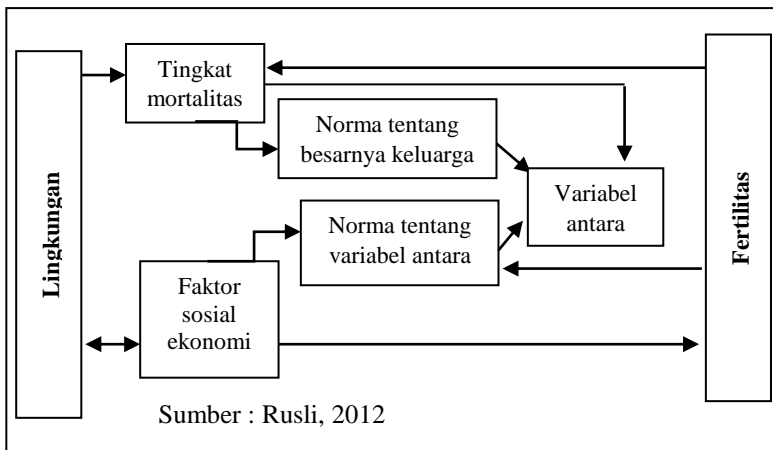 Lingkungan
Tingkat
mortalitas
Norma tentang
besarnya keluarga
Variabel
antara
Norma tentang
variabel antara
Faktor
sosial
ekonomi
Fertilitas
Sumber : Rusli, 2012